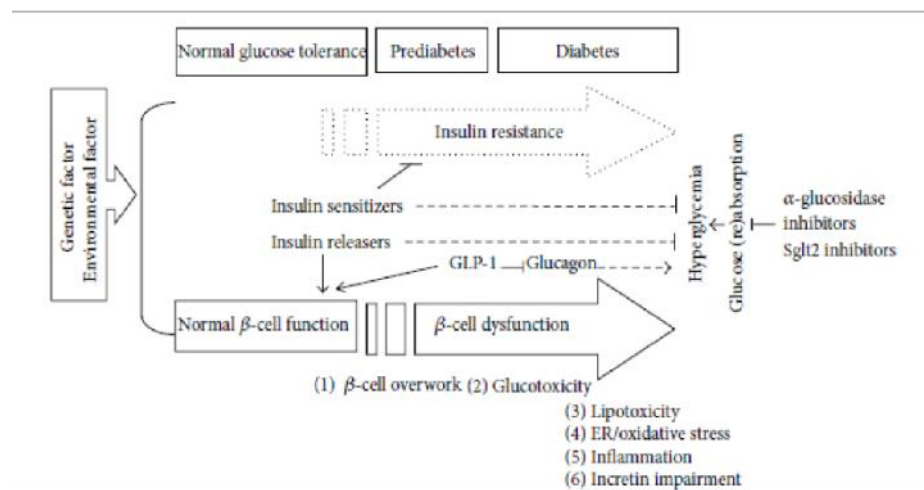 Normal glucose tolerance
Prediabetes
Diabetes
Genetic factor
Environmental factor
Insulin resistance
Insulin sensitizers
Insulin releasers
GLP-1
Glucagon
Hyperglycemia
Glucose (re)absorption
α-glucosidase
inhibitors
Sglt2 inhibitors
Normal β-cell function
β-cell dysfunction
(1) β-cell overwork (2) Glucotoxicity
(3) Lipotoxicity
(4) ER/oxidative stress
(5) Inflammation
(6) Incretin impairment